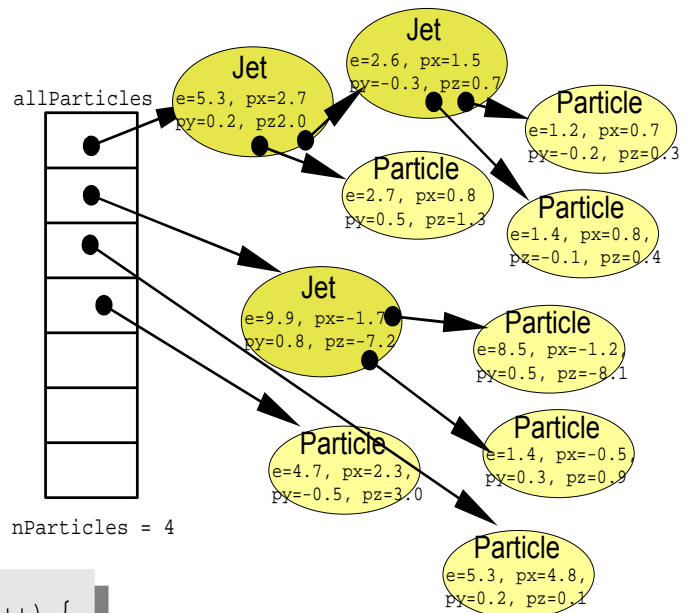 Jet
e=2.6, px=1.5
py=-0.3, pz=0.7
Jet
e=5.3, px=2.7
py=0.2, pz2.0
allParticles
Particle
e=1.2, px=0.7
py=-0.2, pz=0.3
Particle
e=2.7, px=0.8
py=0.5, pz=1.3
Particle
e=1.4, px=0.8,
pz=-0.1, pz=0.4
Jet
e=9.9, px=-1.7
py=0.8, pz=-7.2
Particle
e=8.5, px=-1.2,
py=0.5, pz=-8.1
Particle
e=1.4, px=-0.5,
py=0.3, pz=0.9
Particle
e=4.7, px=2.3,
py=-0.5, pz=3.0
nParticles = 4
Particle
e=5.3, px=4.8,
py=0.2, pz=0.1
++) {